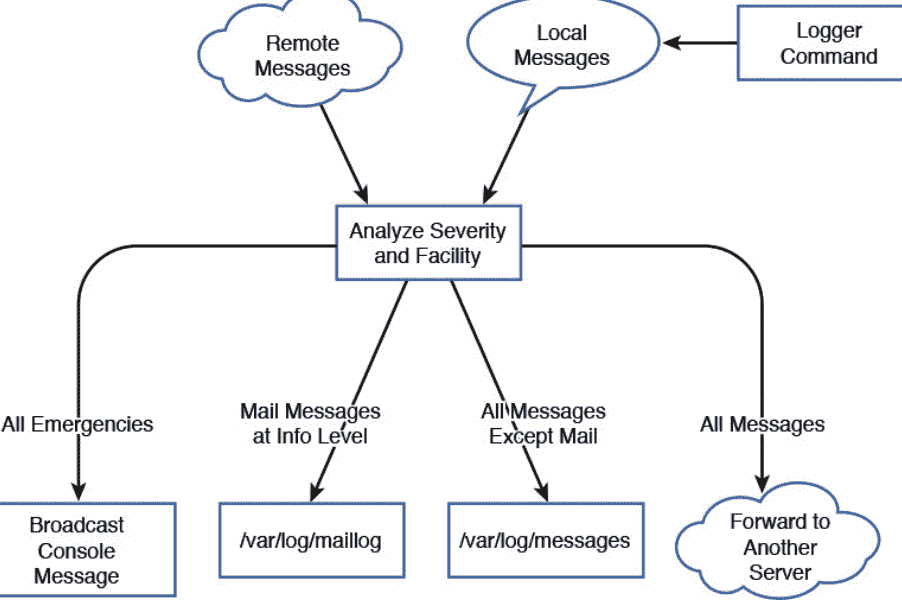 Remote
Messages
Local
Messages
Logger
Command
Analyze Severity
and Facility
All Emergencies
Mail Messages
at Info Level
All Messages
Except Mail
All Messages
Broadcast
Console
Message
/var/log/maillog
/var/log/messages
Forward to
Another
Server